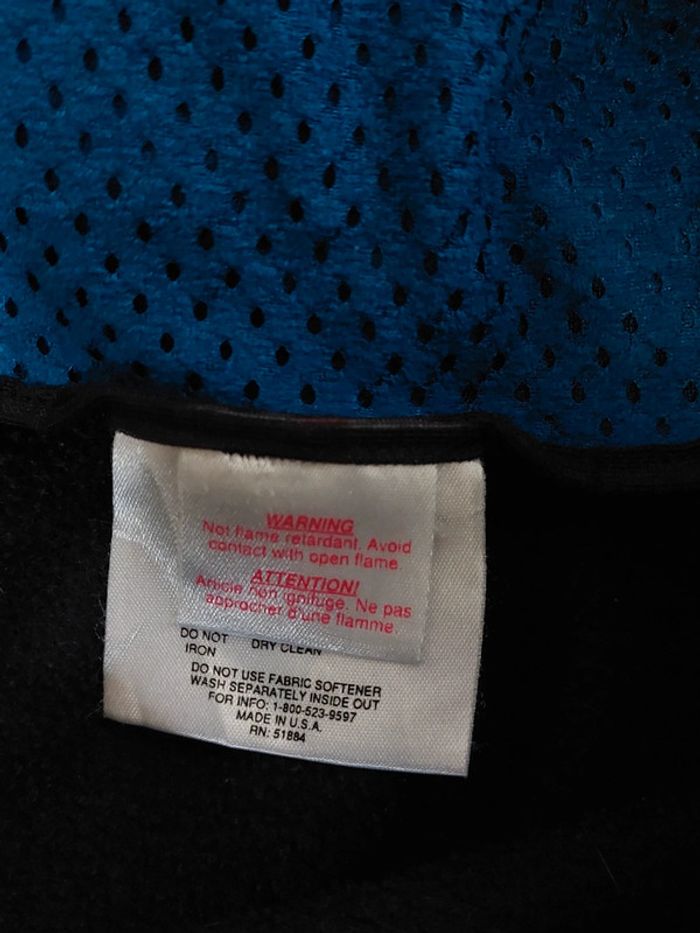 WARNING
Not flame retardant. Avoid
contact with open flame.
ATTENTION!
Article non ignifuge. Ne pas
approcher d'une flamme.
DO NOT DRY CLEAN
IRON
DO NOT USE FABRIC SOFTENER
WASH SEPARATELY INSIDE OUT
FOR INFO: 1-800-523-9597
MADE IN U.S.A.
RN: 51884